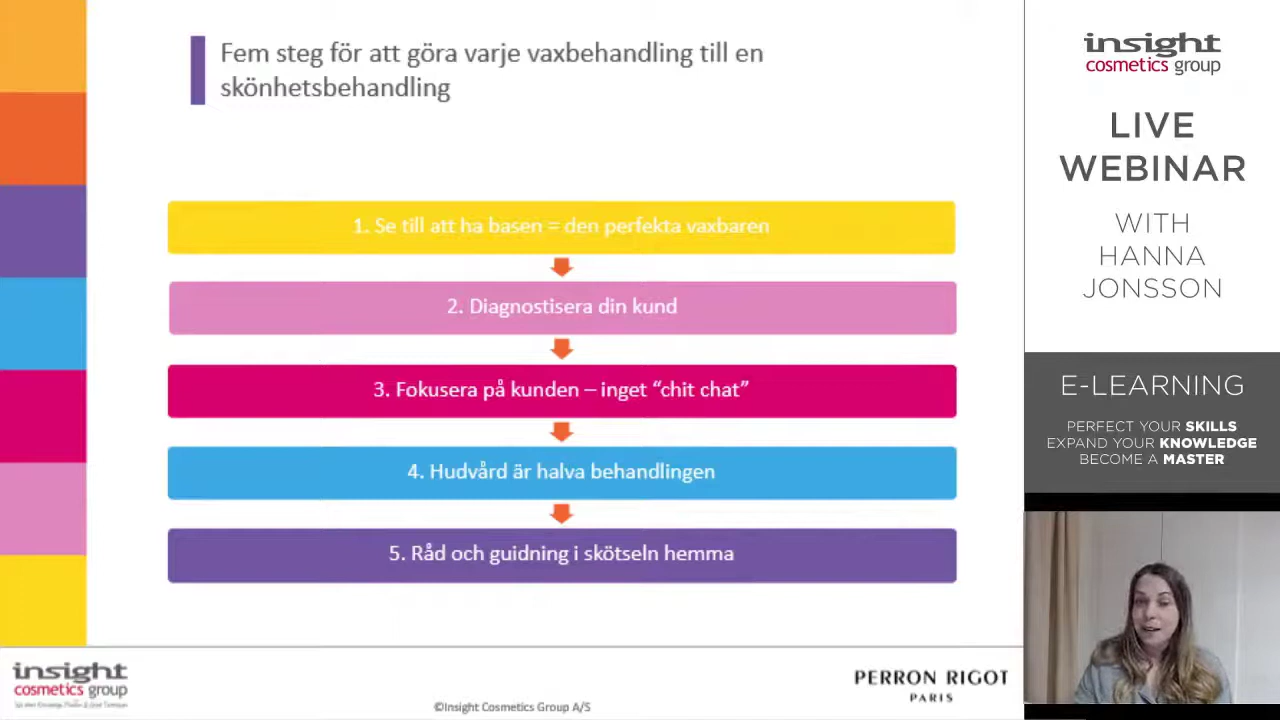 Fem steg för att göra varje vaxbehandling till en
skönhetsbehandling
1. Se till att ha basen = den perfekta vaxbaren
2. Diagnostisera din kund
3. Fokusera på kunden – inget “chit chat”
4. Hudvård är halva behandlingen
5. Råd och guidning i skötseln hemma
insight
cosmetics group
©Insight Cosmetics Group A/S
PERRON RIGOT
PARIS
insight
cosmetics group
LIVE
WEBINAR
WITH
HANNA
JONSSON
E-LEARNING
PERFECT YOUR SKILLS
EXPAND YOUR KNOWLEDGE
BECOME A MASTER